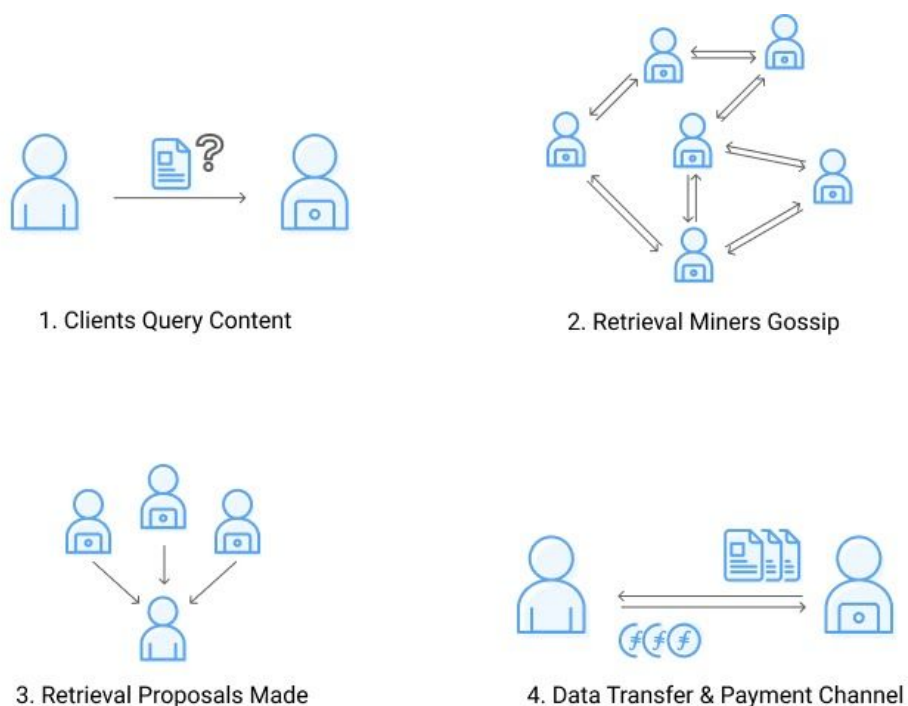 1. Clients Query Content
2. Retrieval Miners Gossip
3. Retrieval Proposals Made
4. Data Transfer & Payment Channel